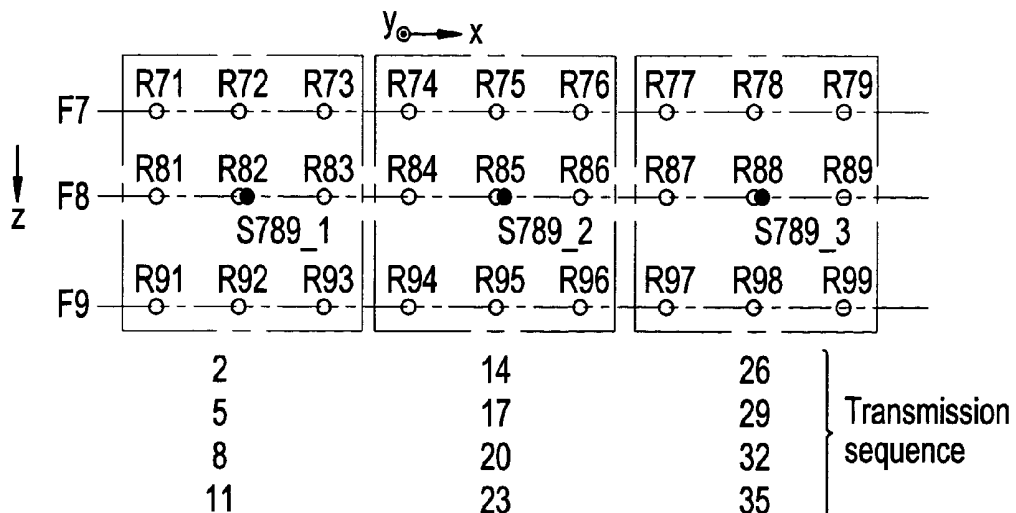 y x
R71 R72 R73 R74 R75 R76 R77 R78 R79
F7
R81 R82 R83 R84 R85 R86 R87 R88 R89
F8
z
S789_1 S789_2 S789_3
R91 R92 R93 R94 R95 R96 R97 R98 R99
F9
2 14 26
5 17 29
Transmission
8 20 32
sequence
11 23 35